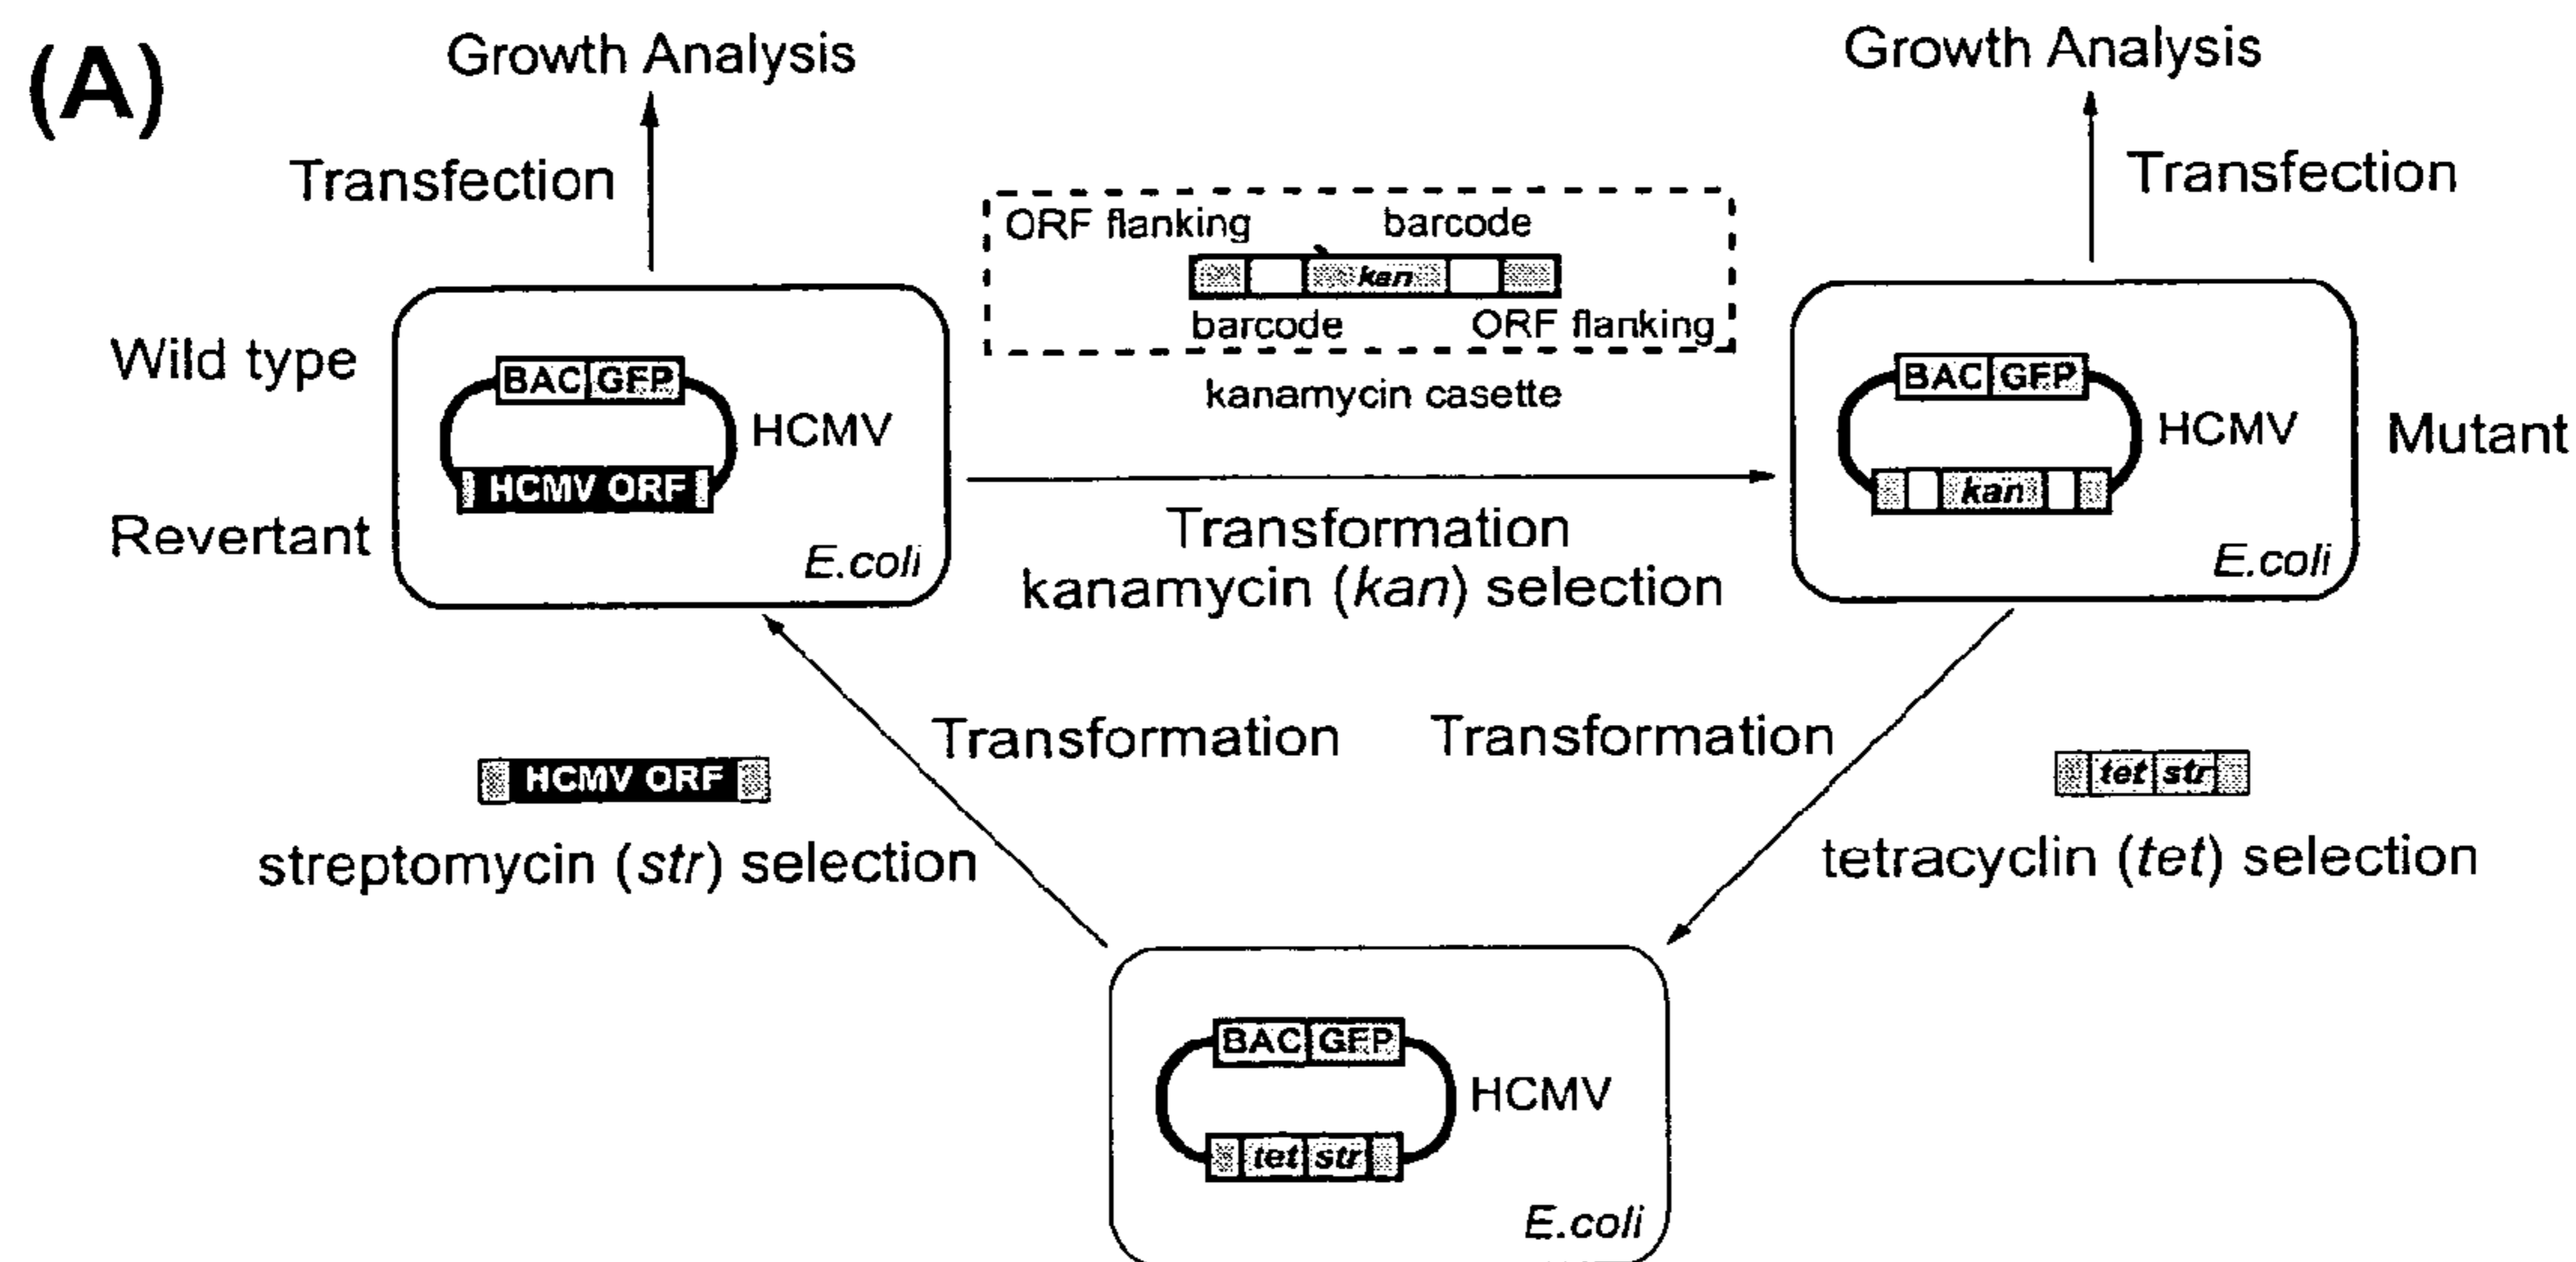 (A)
Growth Analysis
Growth Analysis
Transfection
Transfection
ORF flanking
barcode
kan
barcode
ORF flanking
kanamycin casette
Wild type
Revertant
BAC GFP
HCMV
HCMV ORF
E.coli
BAC GFP
HCMV
kan
E.coli
Mutant
Transformation
kanamycin (kan) selection
Transformation
Transformation
HCMV ORF
streptomycin (str) selection
tet str
tetracyclin (tet) selection
BAC GFP
HCMV
tet str
E.coli